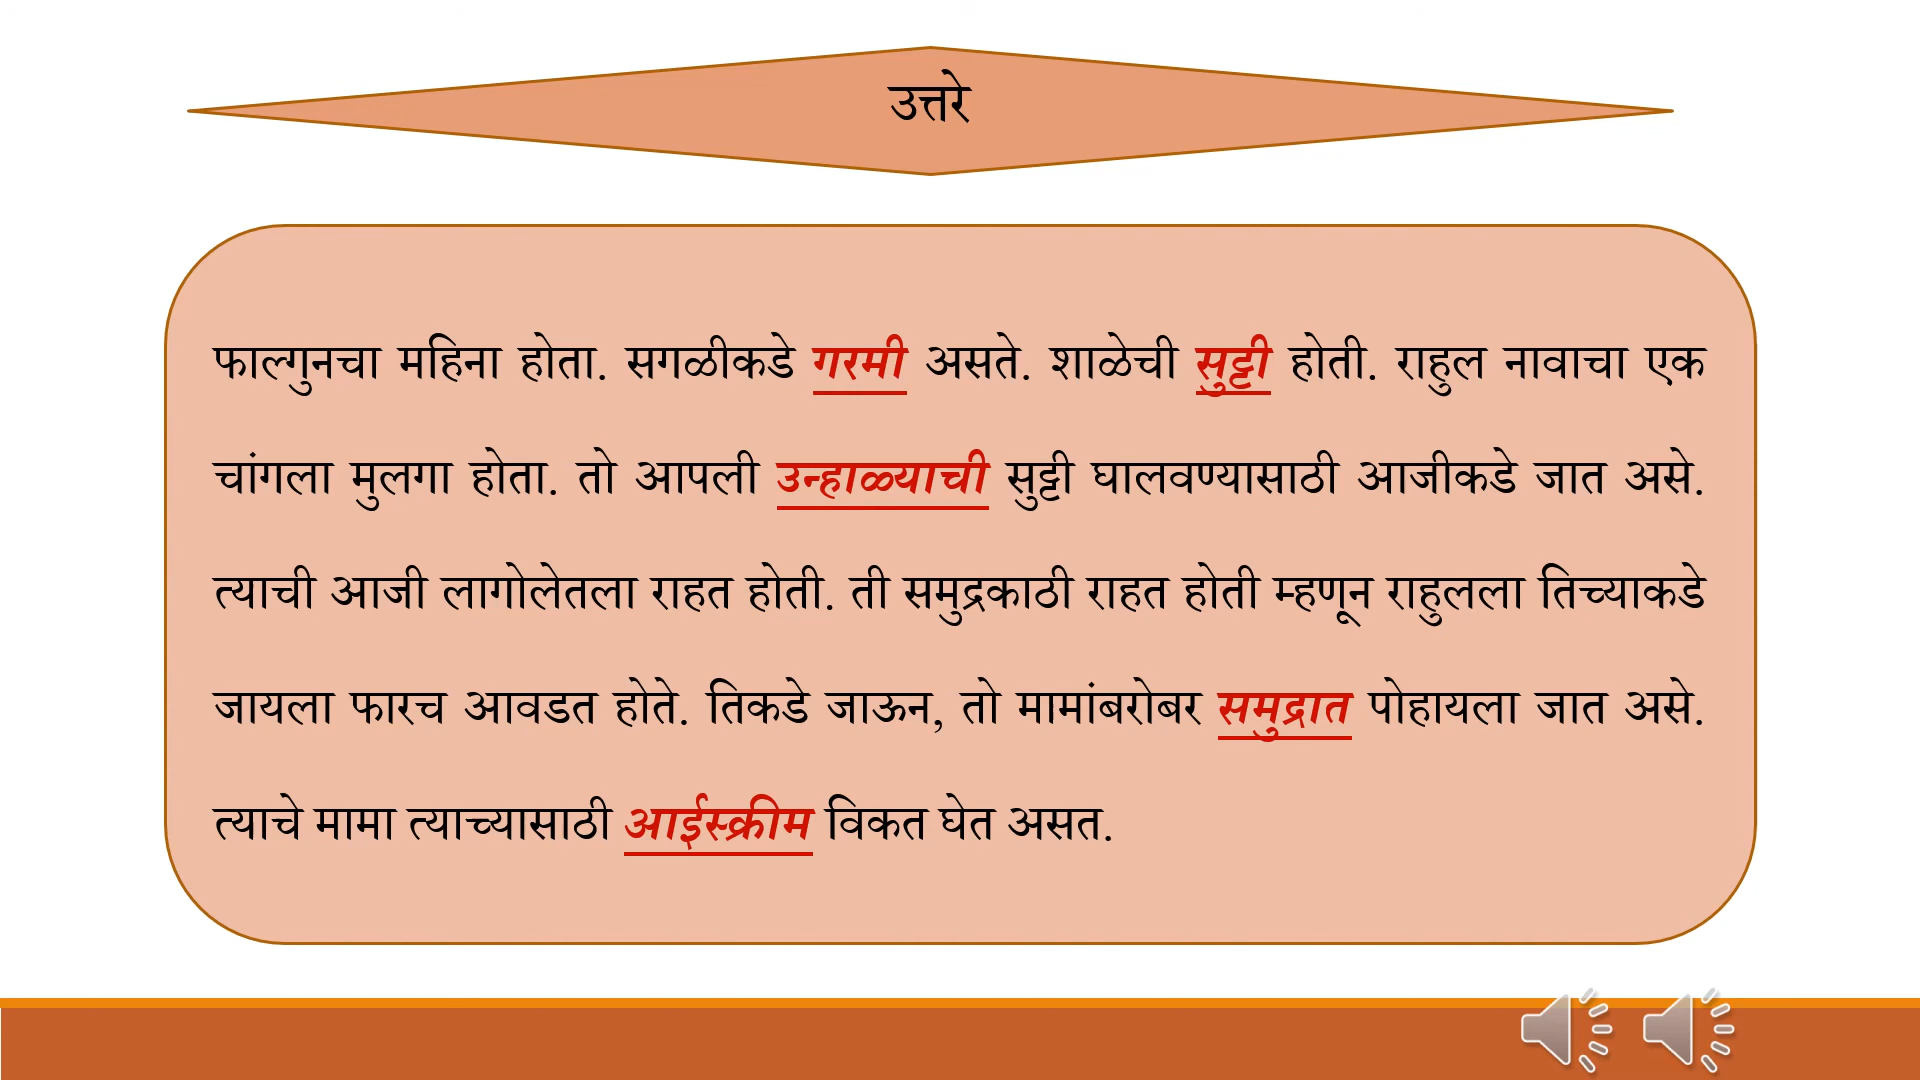 उत्तरे
फाल्गुनचा महिना होता. सगळीकडे गरमी असते. शाळेची सुट्टी होती. राहुल नावाचा एक
चांगला मुलगा होता. तो आपली उन्हाळ्याची सुट्टी घालवण्यासाठी आजीकडे जात असे.
त्याची आजी लागोलेतला राहत होती. ती समुद्रकाठी राहत होती म्हणून राहुलला तिच्याकडे
जायला फारच आवडत होते. तिकडे जाऊन, तो मामांबरोबर समुद्रात पोहायला जात असे.
त्याचे मामा त्याच्यासाठी आईस्क्रीम विकत घेत असत.